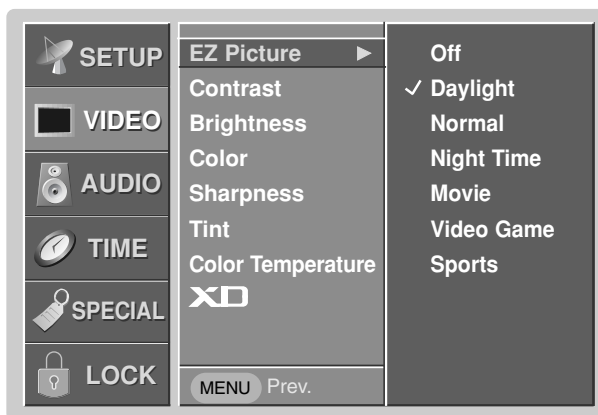 SETUP
VIDEO
AUDIO
TIME
SPECIAL
LOCK
EZ Picture ►
Contrast
Brightness
Color
Sharpness
Tint
Color Temperature
XD
MENU Prev.
Off
✓ Daylight
Normal
Night Time
Movie
Video Game
Sports